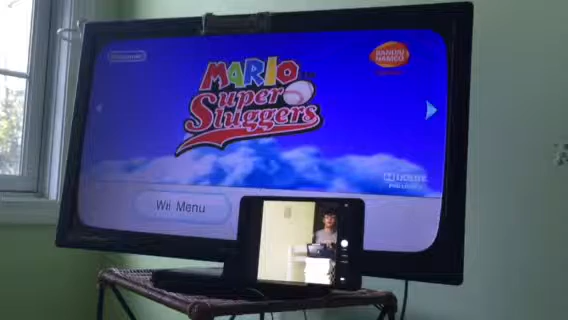 Nintendo
BANDAI
NAMCO
MARIO
Super
Sluggers
Wii Menu